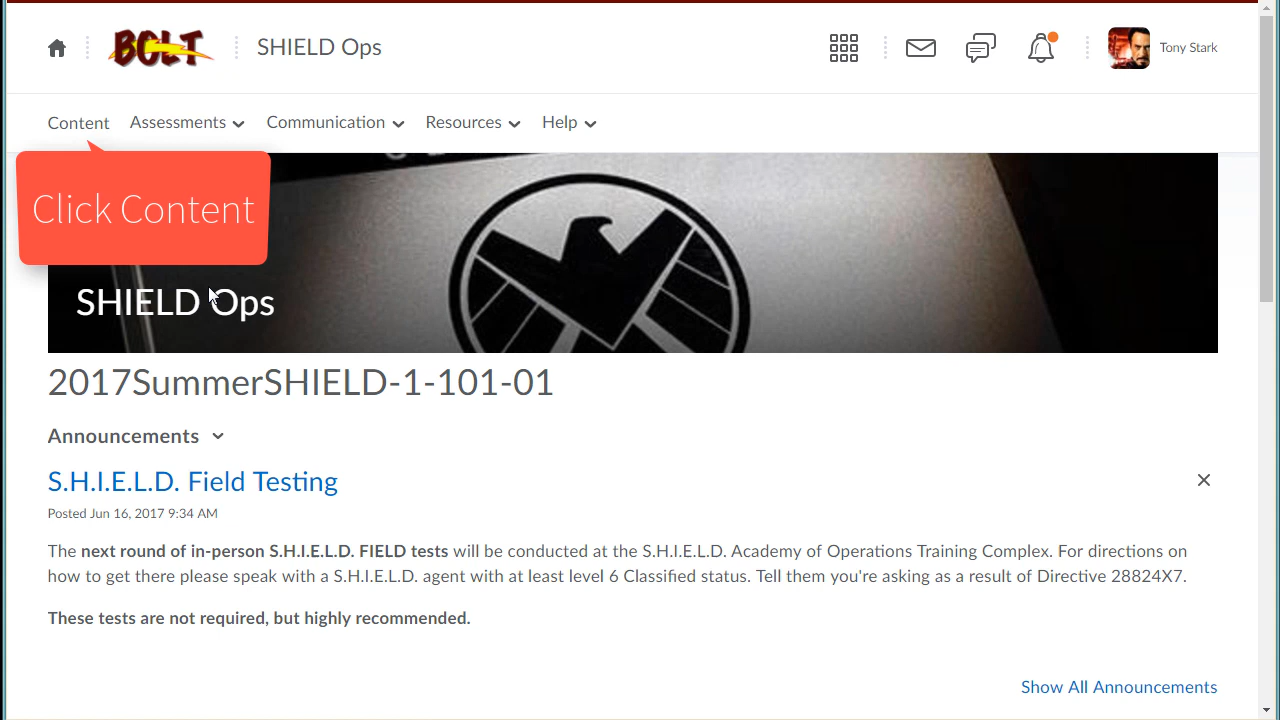 BOLT
SHIELD Ops
Tony Stark
Content
Assessments
Communication
Resources
Help
Click Content
SHIELD Ops
2017SummerSHIELD-1-101-01
Announcements
S.H.I.E.L.D. Field Testing
Posted Jun 16, 2017 9:34 AM
The next round of in-person S.H.I.E.L.D. FIELD tests will be conducted at the S.H.I.E.L.D. Academy of Operations Training Complex. For directions on
how to get there please speak with a S.H.I.E.L.D. agent with at least level 6 Classified status. Tell them you're asking as a result of Directive 28824X7.
These tests are not required, but highly recommended.
Show All Announcements